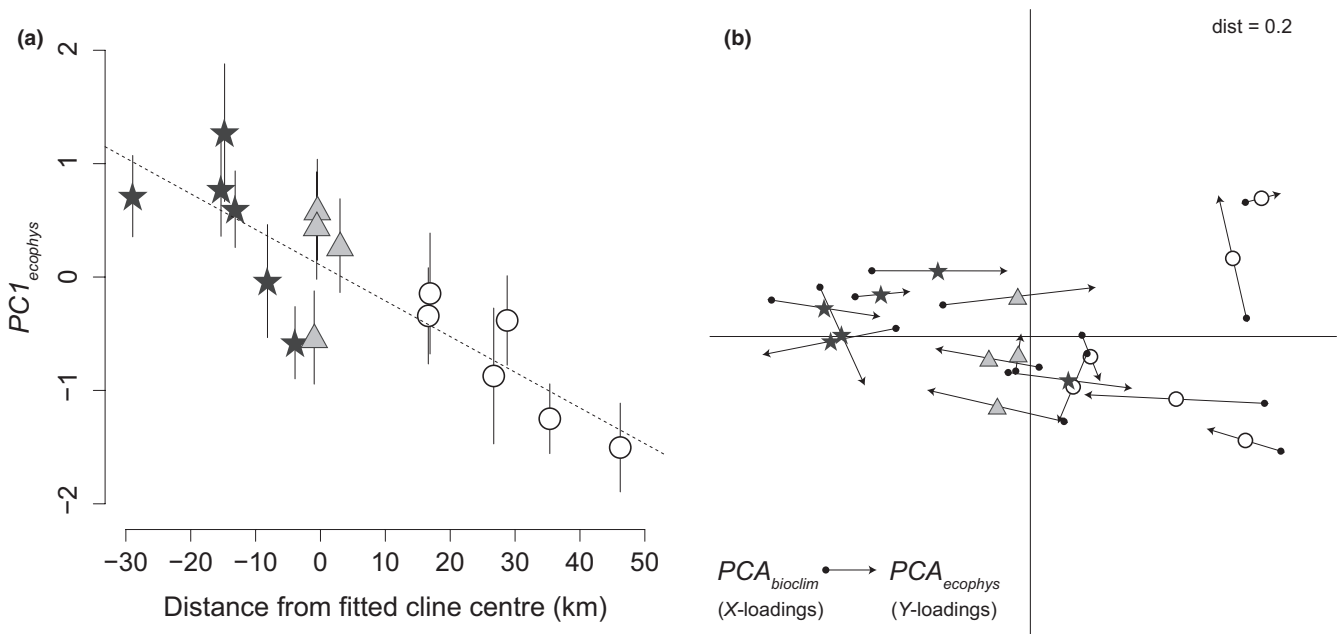 (a)
2
1
0
−1
−2
PC1ecophys
−30 −20 −10 0 10 20 30 40 50
Distance from fitted cline centre (km)
(b)
dist = 0.2
PCAbioclim PCAecophys
(X-loadings) (Y-loadings)